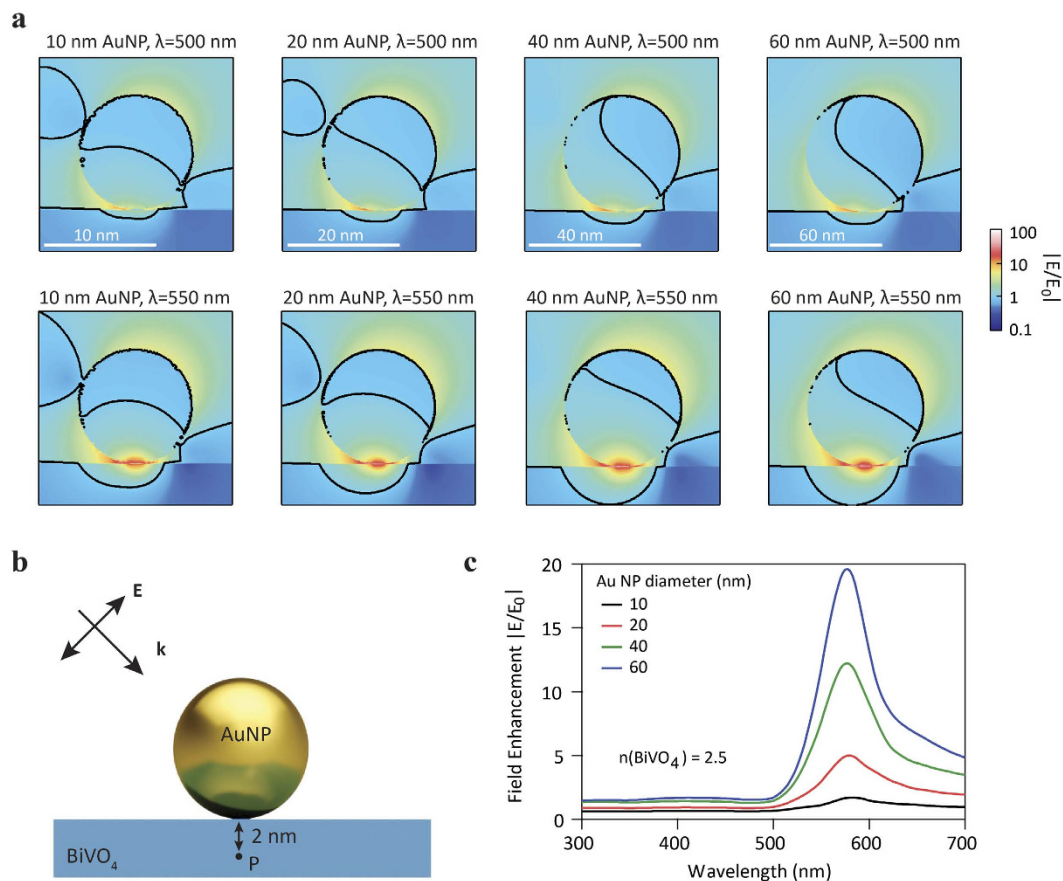 a
10 nm AuNP, λ=500 nm
20 nm AuNP, λ=500 nm
40 nm AuNP, λ=500 nm
60 nm AuNP, λ=500 nm
10 nm
20 nm
40 nm
60 nm
10 nm AuNP, λ=550 nm
20 nm AuNP, λ=550 nm
40 nm AuNP, λ=550 nm
60 nm AuNP, λ=550 nm
100
10
1
0.1
|E/E₀|
b
E
k
AuNP
2 nm
P
BiVO₄
c
Field Enhancement |E/E₀|
20
15
10
5
0
Au NP diameter (nm)
10
20
40
60
n(BiVO₄) = 2.5
300
400
500
600
700
Wavelength (nm)